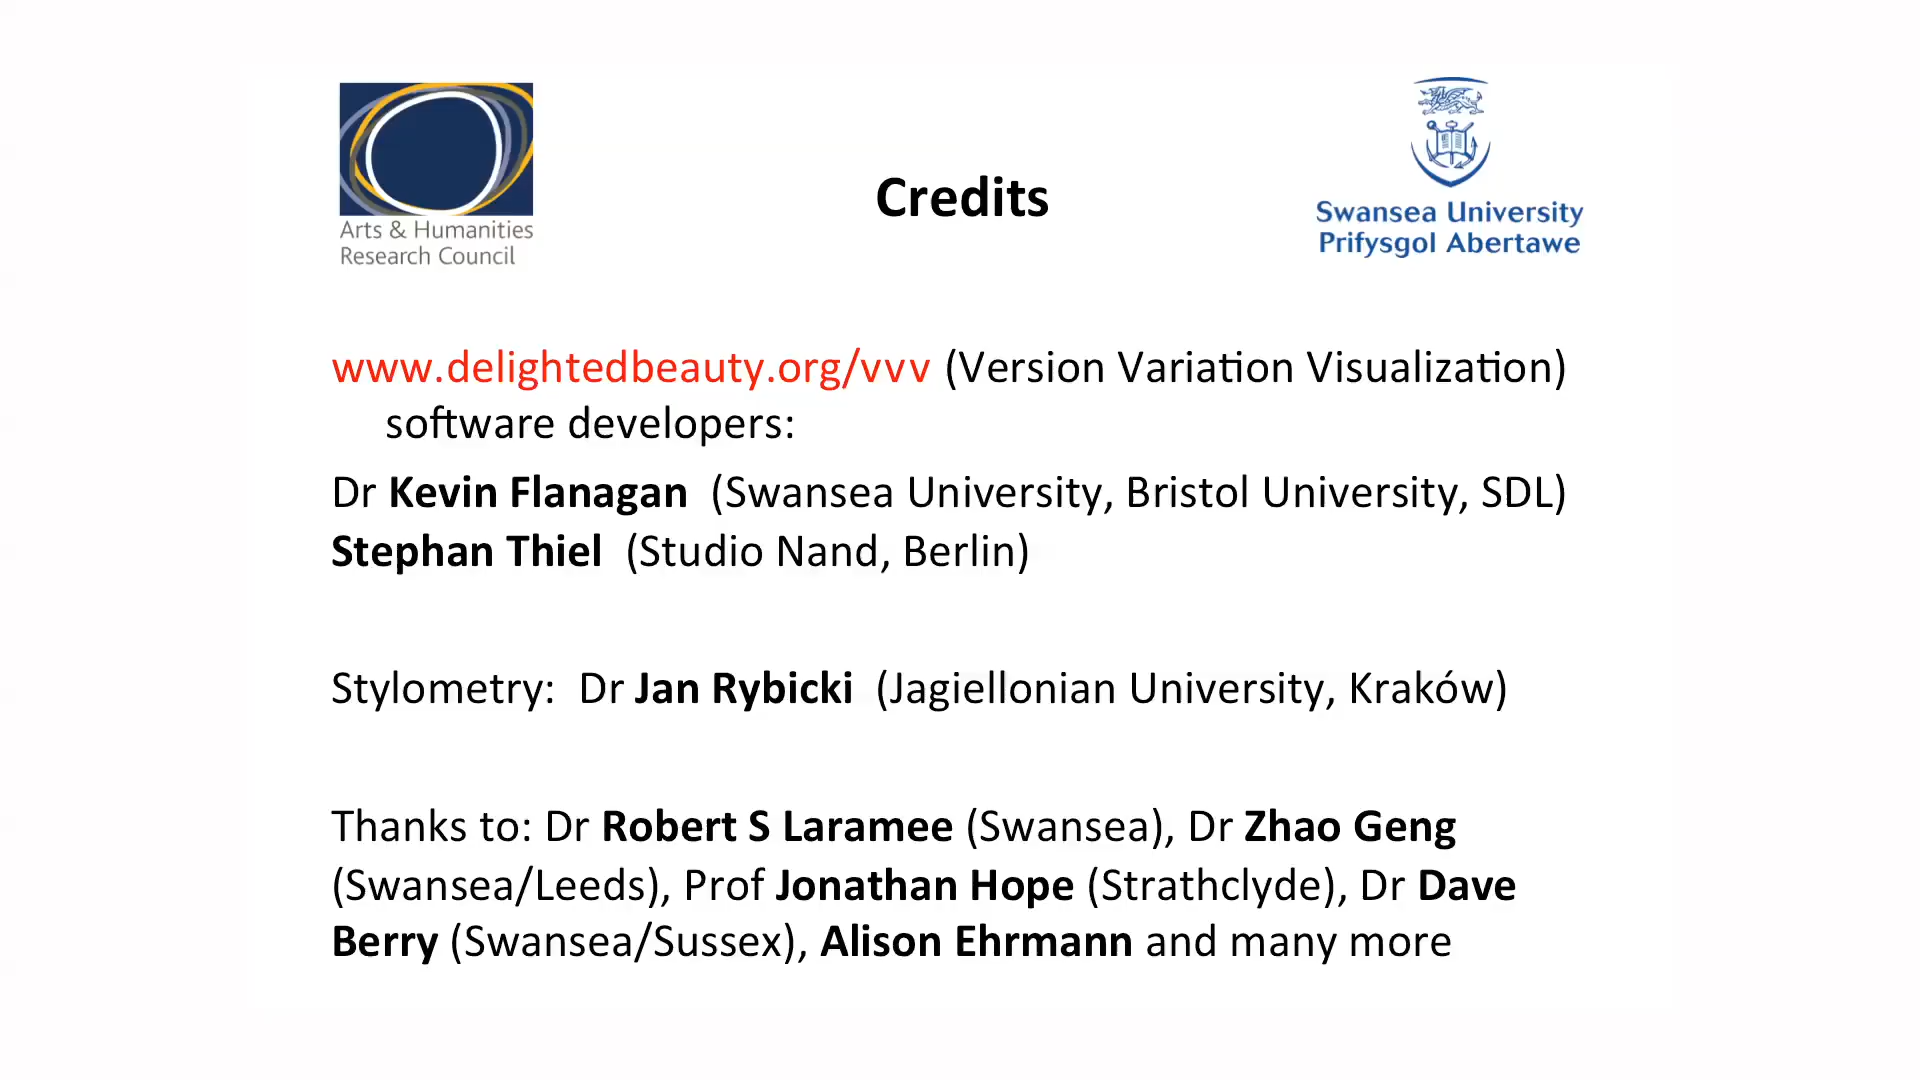 Arts & Humanities
Research Council
Credits
Swansea University
Prifysgol Abertawe
www.delightedbeauty.org/vvv (Version Variation Visualization)
software developers:
Dr Kevin Flanagan (Swansea University, Bristol University, SDL)
Stephan Thiel (Studio Nand, Berlin)
Stylometry: Dr Jan Rybicki (Jagiellonian University, Kraków)
Thanks to: Dr Robert S Laramee (Swansea), Dr Zhao Geng
(Swansea/Leeds), Prof Jonathan Hope (Strathclyde), Dr Dave
Berry (Swansea/Sussex), Alison Ehrmann and many more